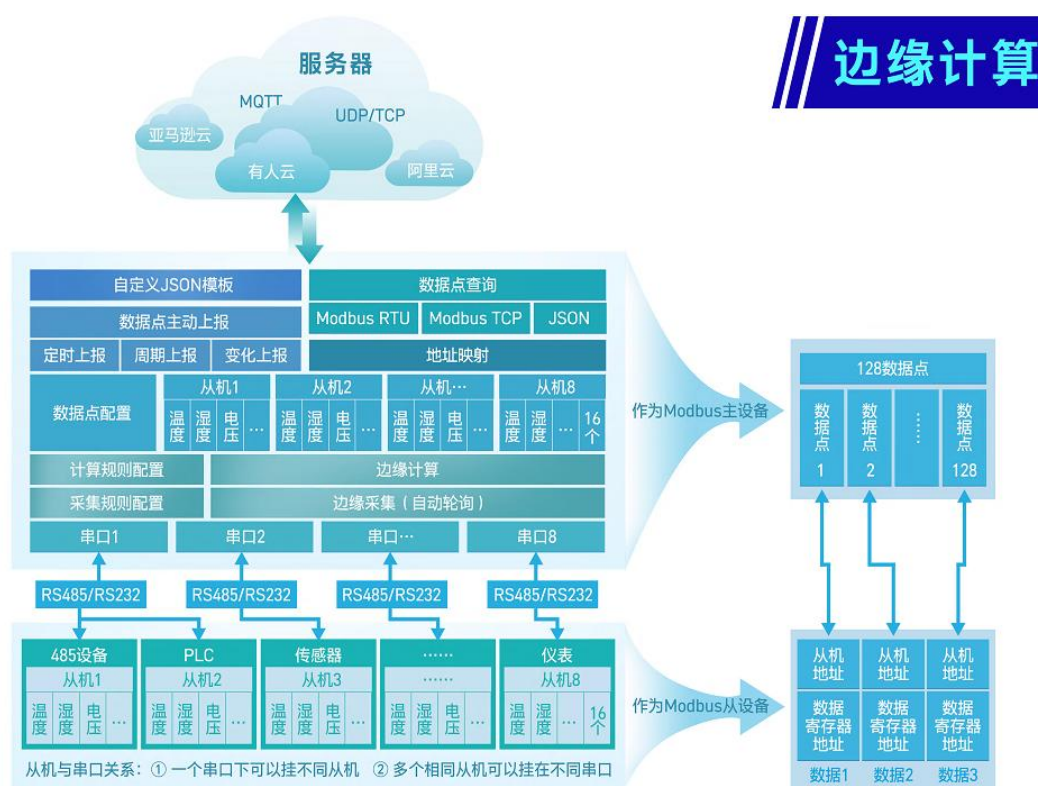 边缘计算
服务器
MQTT
UDP/TCP
亚马逊云
有人云
阿里云
自定义JSON模板
数据点查询
数据点主动上报
Modbus RTU
Modbus TCP
JSON
定时上报
周期上报
变化上报
地址映射
数据点配置
从机1
从机2
从机…
从机8
温度
湿度
电压
…
温度
湿度
电压
…
温度
湿度
电压
…
温度
湿度
…
16个
计算规则配置
边缘计算
采集规则配置
边缘采集（自动轮询）
串口1
串口2
串口…
串口8
RS485/RS232
RS485/RS232
RS485/RS232
RS485/RS232
485设备
PLC
传感器
……
仪表
从机1
从机2
从机3
……
从机8
温度
湿度
电压
…
温度
湿度
电压
…
温度
湿度
电压
…
温度
湿度
电压
…
温度
湿度
…
16个
从机与串口关系：① 一个串口下可以挂不同从机 ② 多个相同从机可以挂在不同串口
作为Modbus主设备
128数据点
数据点
1
数据点
2
……
数据点
128
作为Modbus从设备
从机
地址
从机
地址
从机
地址
数据
寄存器
地址
数据
寄存器
地址
数据
寄存器
地址
数据1
数据2
数据3